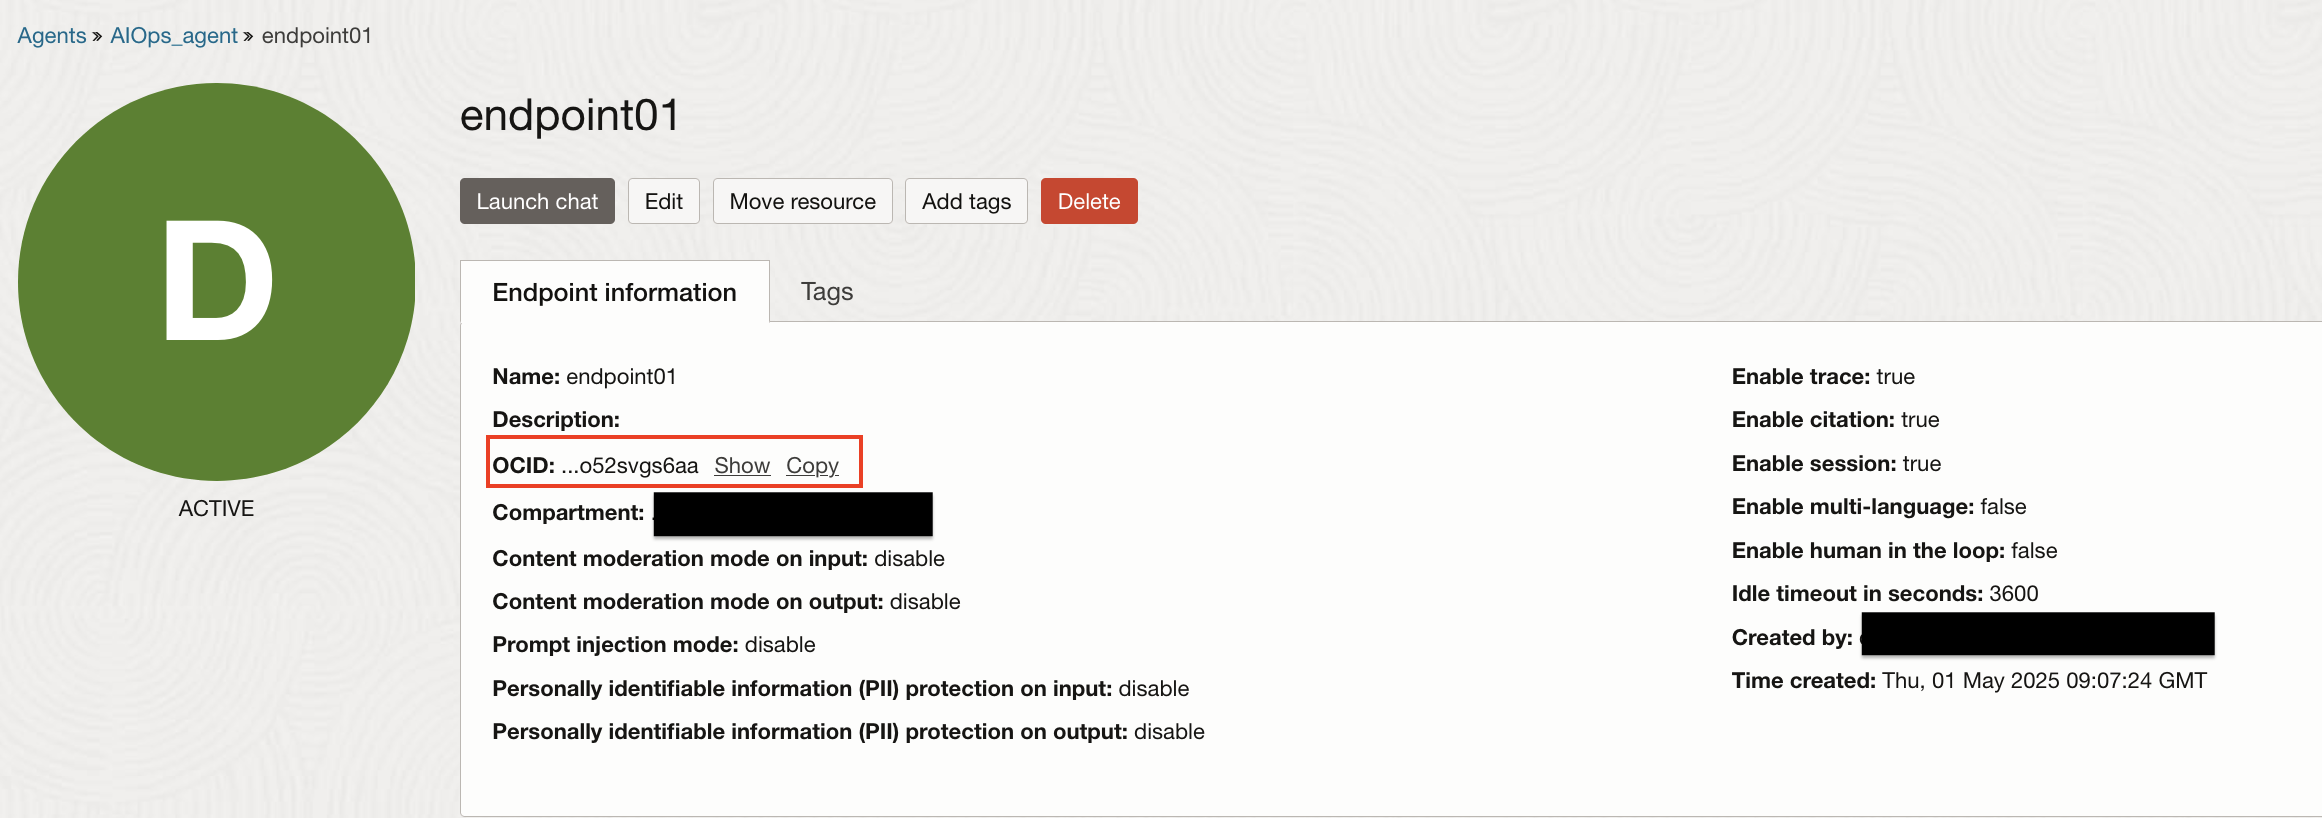 Agents » AIOps_agent » endpoint01
D
ACTIVE
endpoint01
Launch chat Edit Move resource Add tags Delete
Endpoint information Tags
Name: endpoint01
Description:
OCID: ...o52svgs6aa Show Copy
Compartment:
Content moderation mode on input: disable
Content moderation mode on output: disable
Prompt injection mode: disable
Personally identifiable information (PII) protection on input: disable
Personally identifiable information (PII) protection on output: disable
Enable trace: true
Enable citation: true
Enable session: true
Enable multi-language: false
Enable human in the loop: false
Idle timeout in seconds: 3600
Created by:
Time created: Thu, 01 May 2025 09:07:24 GMT